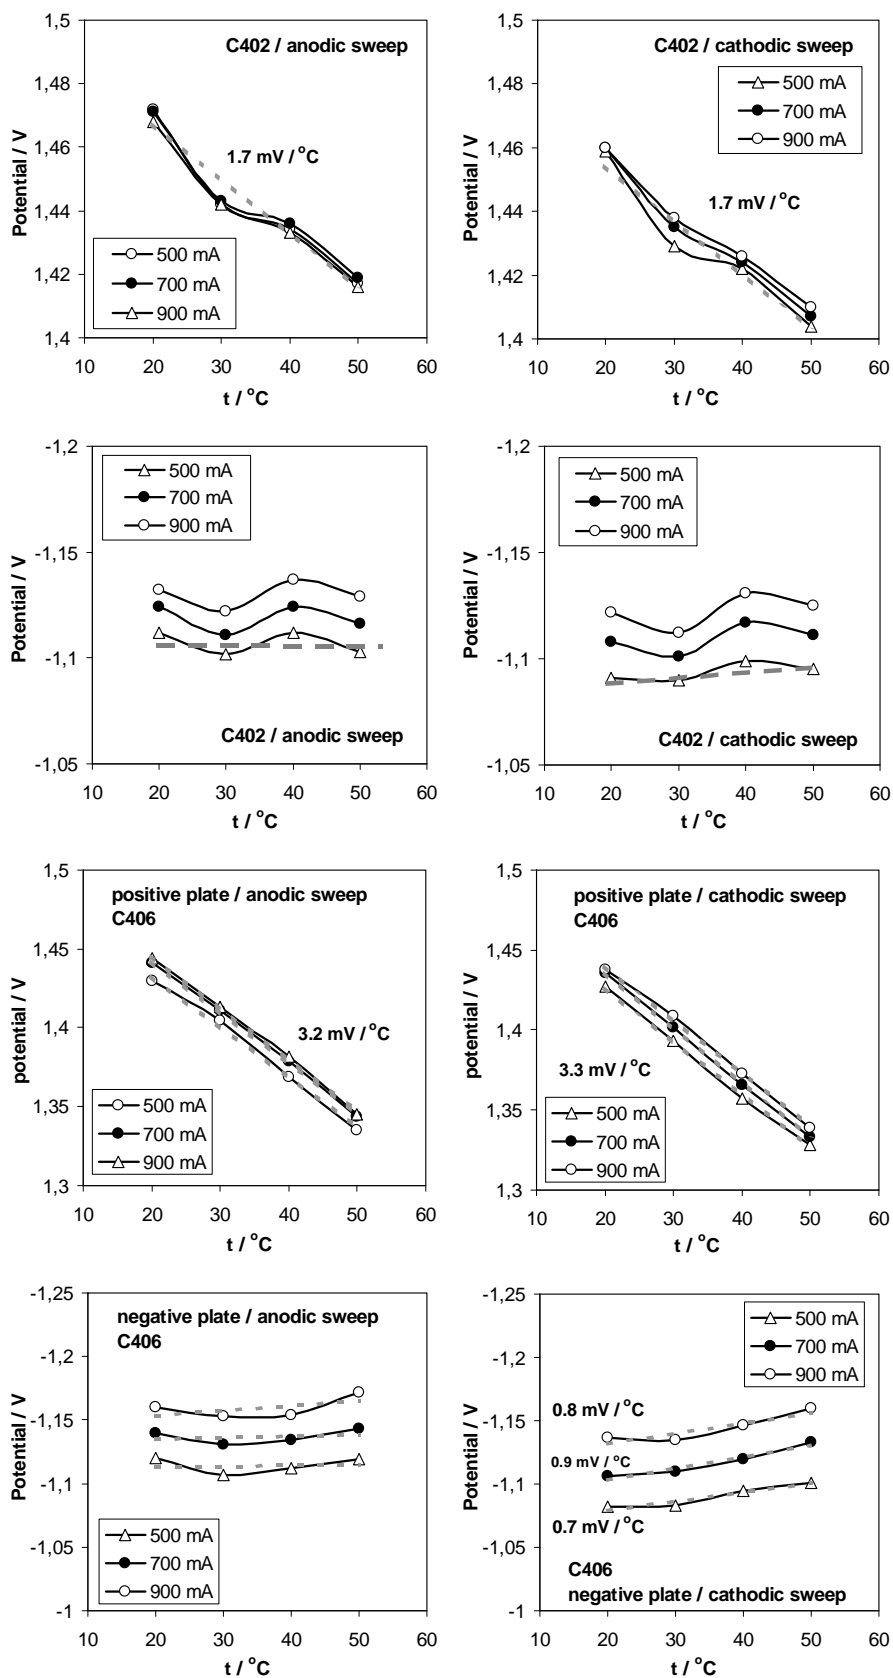 C402 / anodic sweep
Potential / V
1,5
1,48
1,46
1,44
1,42
1,4
1.7 mV / °C
500 mA
700 mA
900 mA
10 20 30 40 50 60
t / °C
C402 / cathodic sweep
Potential / V
1,5
1,48
1,46
1,44
1,42
1,4
500 mA
700 mA
900 mA
1.7 mV / °C
10 20 30 40 50 60
t / °C
Potential / V
-1,2
-1,15
-1,1
-1,05
500 mA
700 mA
900 mA
C402 / anodic sweep
10 20 30 40 50 60
t / °C
Potential / V
-1,2
-1,15
-1,1
-1,05
500 mA
700 mA
900 mA
C402 / cathodic sweep
10 20 30 40 50 60
t / °C
potential / V
1,5
1,45
1,4
1,35
1,3
positive plate / anodic sweep
C406
3.2 mV / °C
500 mA
700 mA
900 mA
10 20 30 40 50 60
t / °C
potential / V
1,5
1,45
1,4
1,35
1,3
positive plate / cathodic sweep
C406
3.3 mV / °C
500 mA
700 mA
900 mA
10 20 30 40 50 60
t / °C
Potential / V
-1,25
-1,2
-1,15
-1,1
-1,05
-1
negative plate / anodic sweep
C406
500 mA
700 mA
900 mA
10 20 30 40 50 60
t / °C
Potential / V
-1,25
-1,2
-1,15
-1,1
-1,05
-1
500 mA
700 mA
900 mA
0.8 mV / °C
0.9 mV / °C
0.7 mV / °C
C406
negative plate / cathodic sweep
10 20 30 40 50 60
t / °C